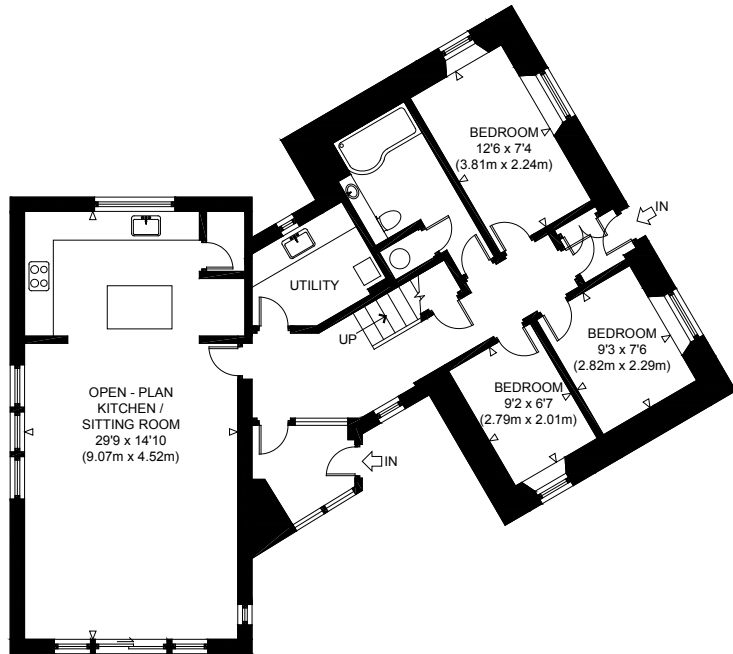 BEDROOM
12'6 x 7'4
(3.81m x 2.24m)
IN
UTILITY
UP
BEDROOM
9'3 x 7'6
(2.82m x 2.29m)
BEDROOM
9'2 x 6'7
(2.79m x 2.01m)
OPEN - PLAN
KITCHEN /
SITTING ROOM
29'9 x 14'10
(9.07m x 4.52m)
IN